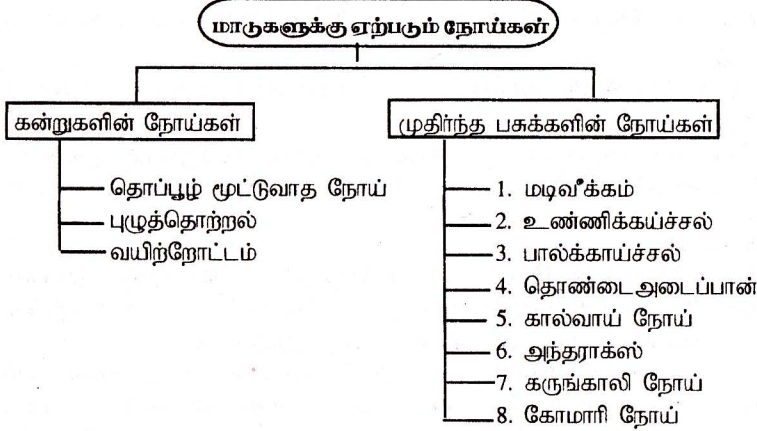 மாடுகளுக்கு ஏற்படும் நோய்கள்
கன்றுகளின் நோய்கள்
தொப்பூழ் மூட்டுவாத நோய்
புழுத்தொற்றல்
வயிற்றோட்டம்
முதிர்ந்த பசுக்களின் நோய்கள்
1. மடிவீக்கம்
2. உண்ணிக்கய்ச்சல்
3. பால்க்காய்ச்சல்
4. தொண்டைஅடைப்பான்
5. கால்வாய் நோய்
6. அந்தராக்ஸ்
7. கருங்காலி நோய்
8. கோமாரி நோய்